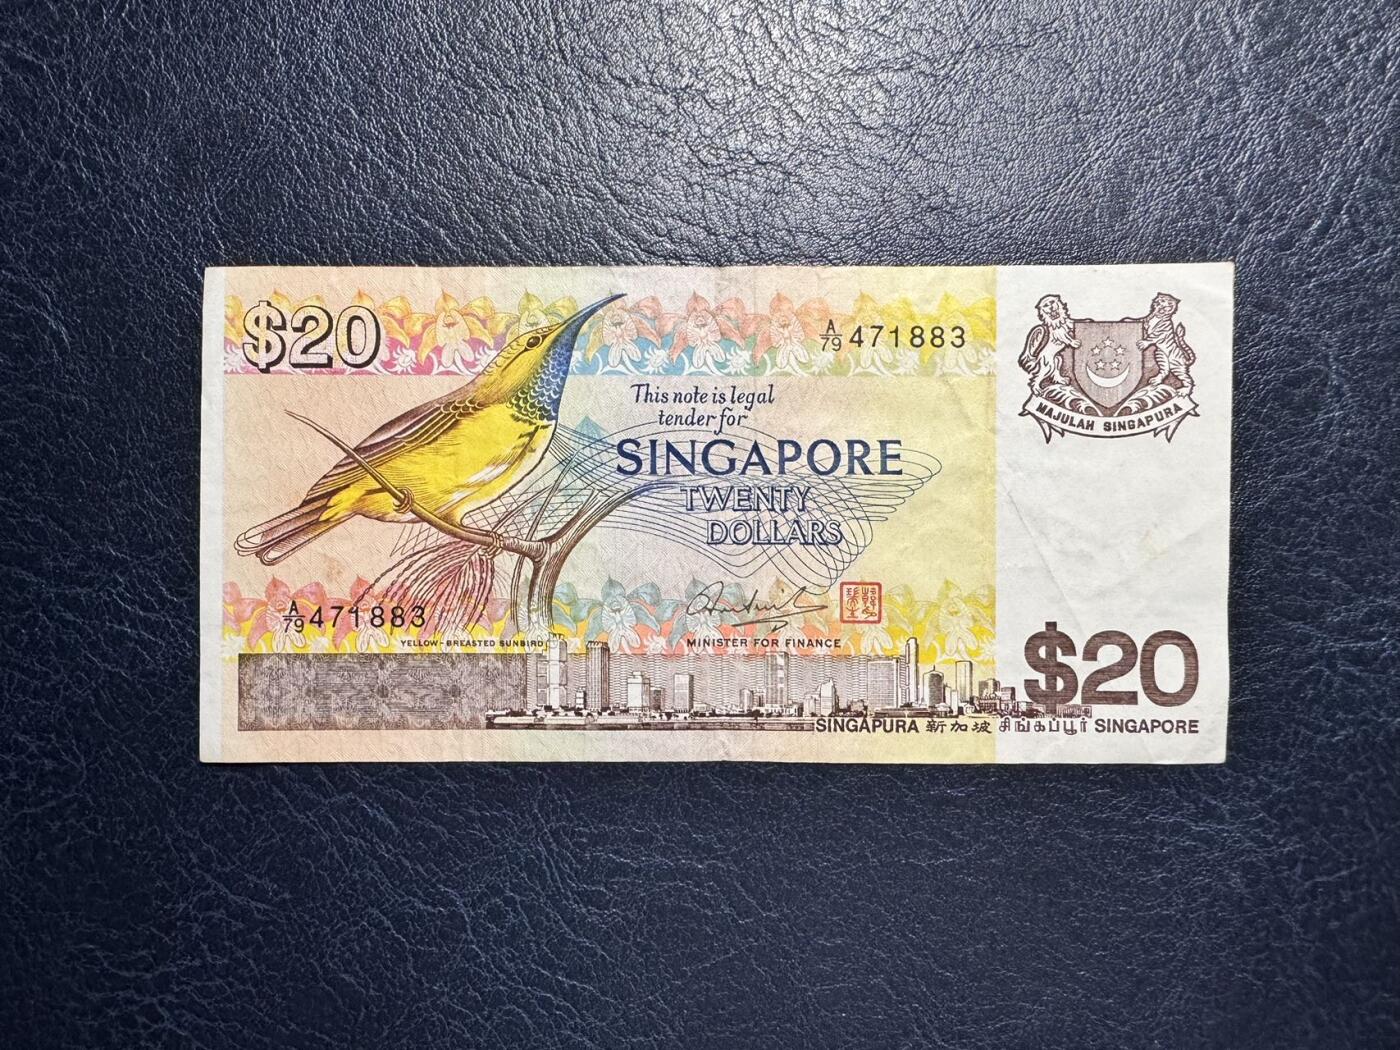 $20
A/79 471883
MAJULAH SINGAPURA
This note is legal
tender for
SINGAPORE
TWENTY
DOLLARS
A/79 471883
YELLOW-BREASTED SUNBIRD
MINISTER FOR FINANCE
$20
SINGAPURA 新加坡 சிங்கப்பூர் SINGAPORE